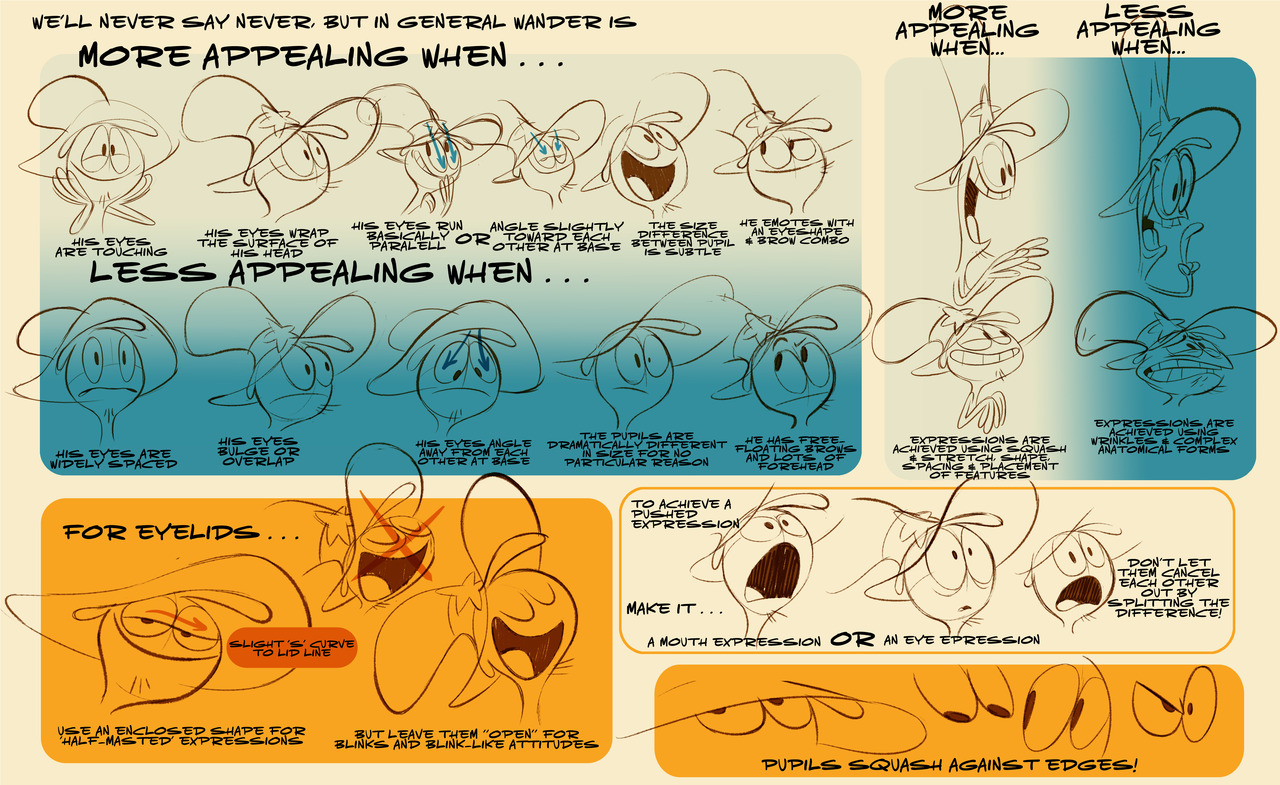 WE'LL NEVER SAY NEVER, BUT IN GENERAL WANDER IS
MORE APPEALING WHEN . . .
HIS EYES
ARE TOUCHING
HIS EYES WRAP
THE SURFACE OF
HIS HEAD
HIS EYES RUN
BASICALLY
PARALELL
OR
ANGLE SLIGHTLY
TOWARD EACH
OTHER AT BASE
THE SIZE
DIFFERENCE
BETWEEN PUPIL
IS SUBTLE
HE EMOTES WITH
AN EYESHAPE
& BROW COMBO
LESS APPEALING WHEN . . .
HIS EYES ARE
WIDELY SPACED
HIS EYES
BULGE OR
OVERLAP
HIS EYES ANGLE
AWAY FROM EACH
OTHER AT BASE
THE PUPILS ARE
DRAMATICALLY DIFFERENT
IN SIZE FOR NO
PARTICULAR REASON
HE HAS FREE-
FLOATING BROWS
AND LOTS OF
FOREHEAD
MORE
APPEALING
WHEN...
LESS
APPEALING
WHEN...
EXPRESSIONS ARE
ACHIEVED USING SQUASH
& STRETCH, SHAPE,
SPACING & PLACEMENT
OF FEATURES
EXPRESSIONS ARE
ACHIEVED USING
WRINKLES & COMPLEX
ANATOMICAL FORMS
FOR EYELIDS . . .
SLIGHT 'S' CURVE
TO LID LINE
USE AN ENCLOSED SHAPE FOR
'HALF-MASTED' EXPRESSIONS
BUT LEAVE THEM "OPEN" FOR
BLINKS AND BLINK-LIKE ATTITUDES
TO ACHIEVE A
PUSHED
EXPRESSION
MAKE IT . . .
A MOUTH EXPRESSION OR AN EYE EPRESSION
DON'T LET
THEM CANCEL
EACH OTHER
OUT BY
SPLITTING THE
DIFFERENCE!
PUPILS SQUASH AGAINST EDGES!